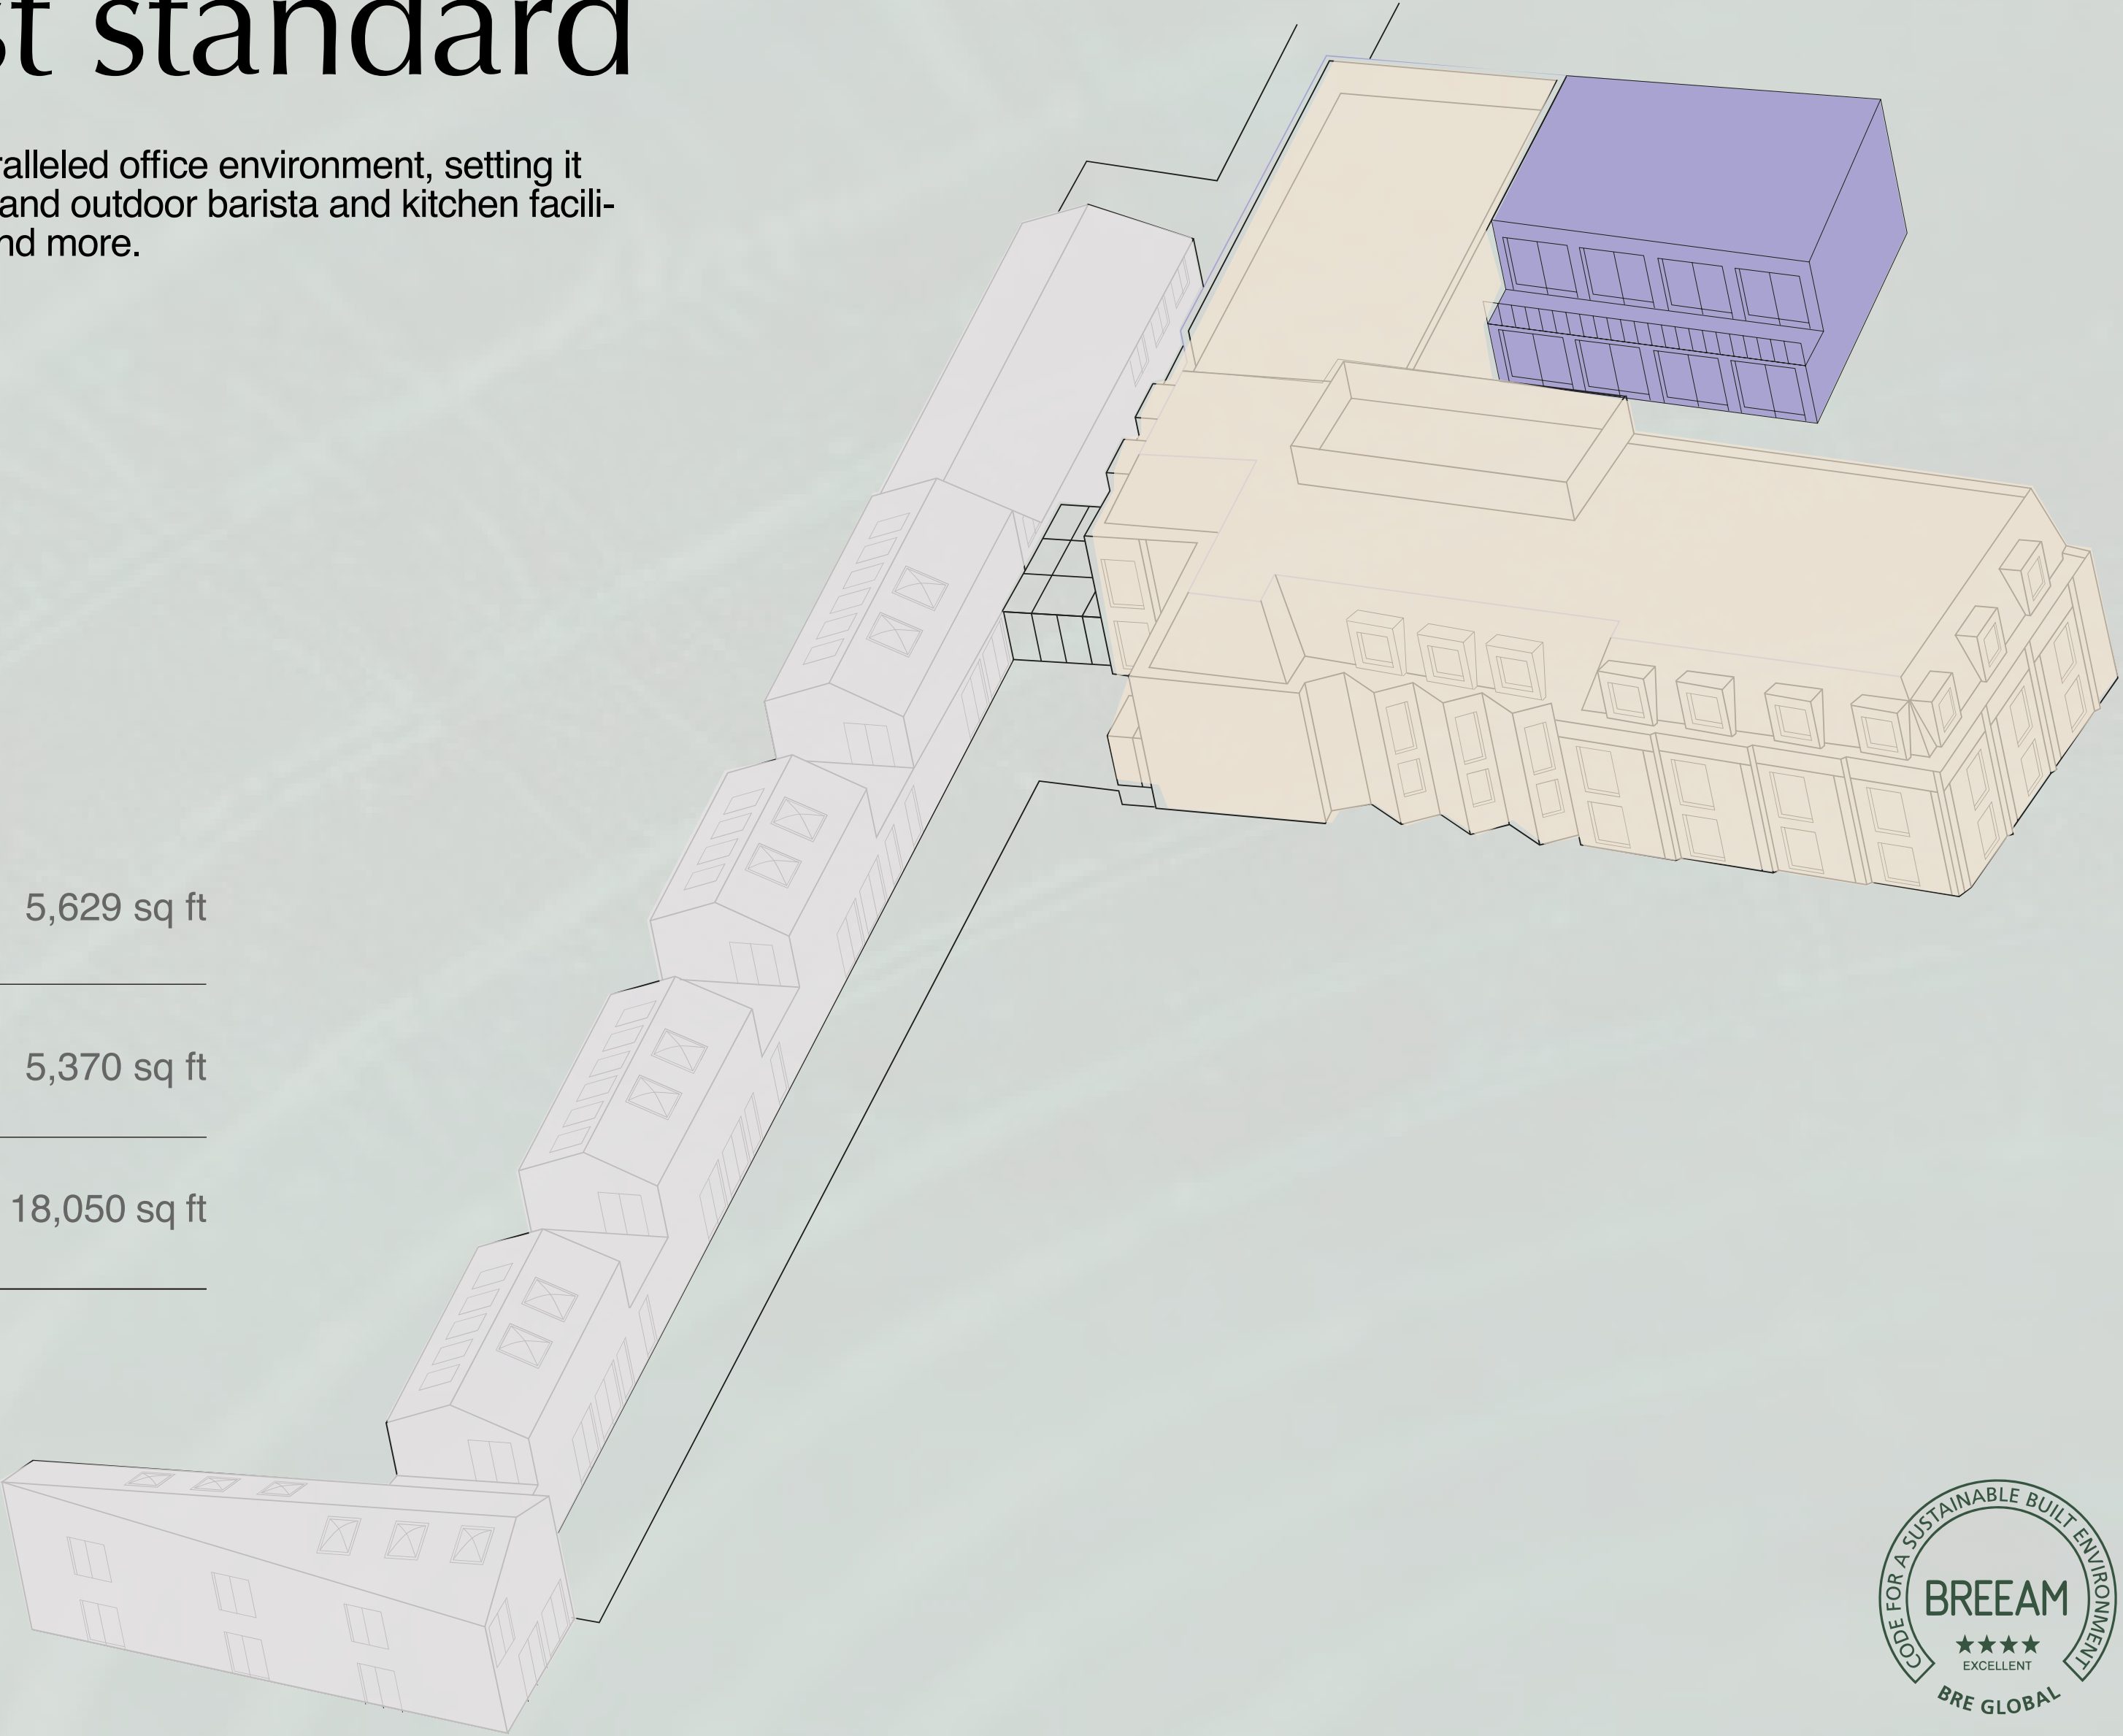 st standard
ralleled office environment, setting it
and outdoor barista and kitchen facili-
nd more.
5,629 sq ft
5,370 sq ft
18,050 sq ft
CODE FOR A SUSTAINABLE BUILT ENVIRONMENT
BREEAM
★★★★
EXCELLENT
BRE GLOBAL